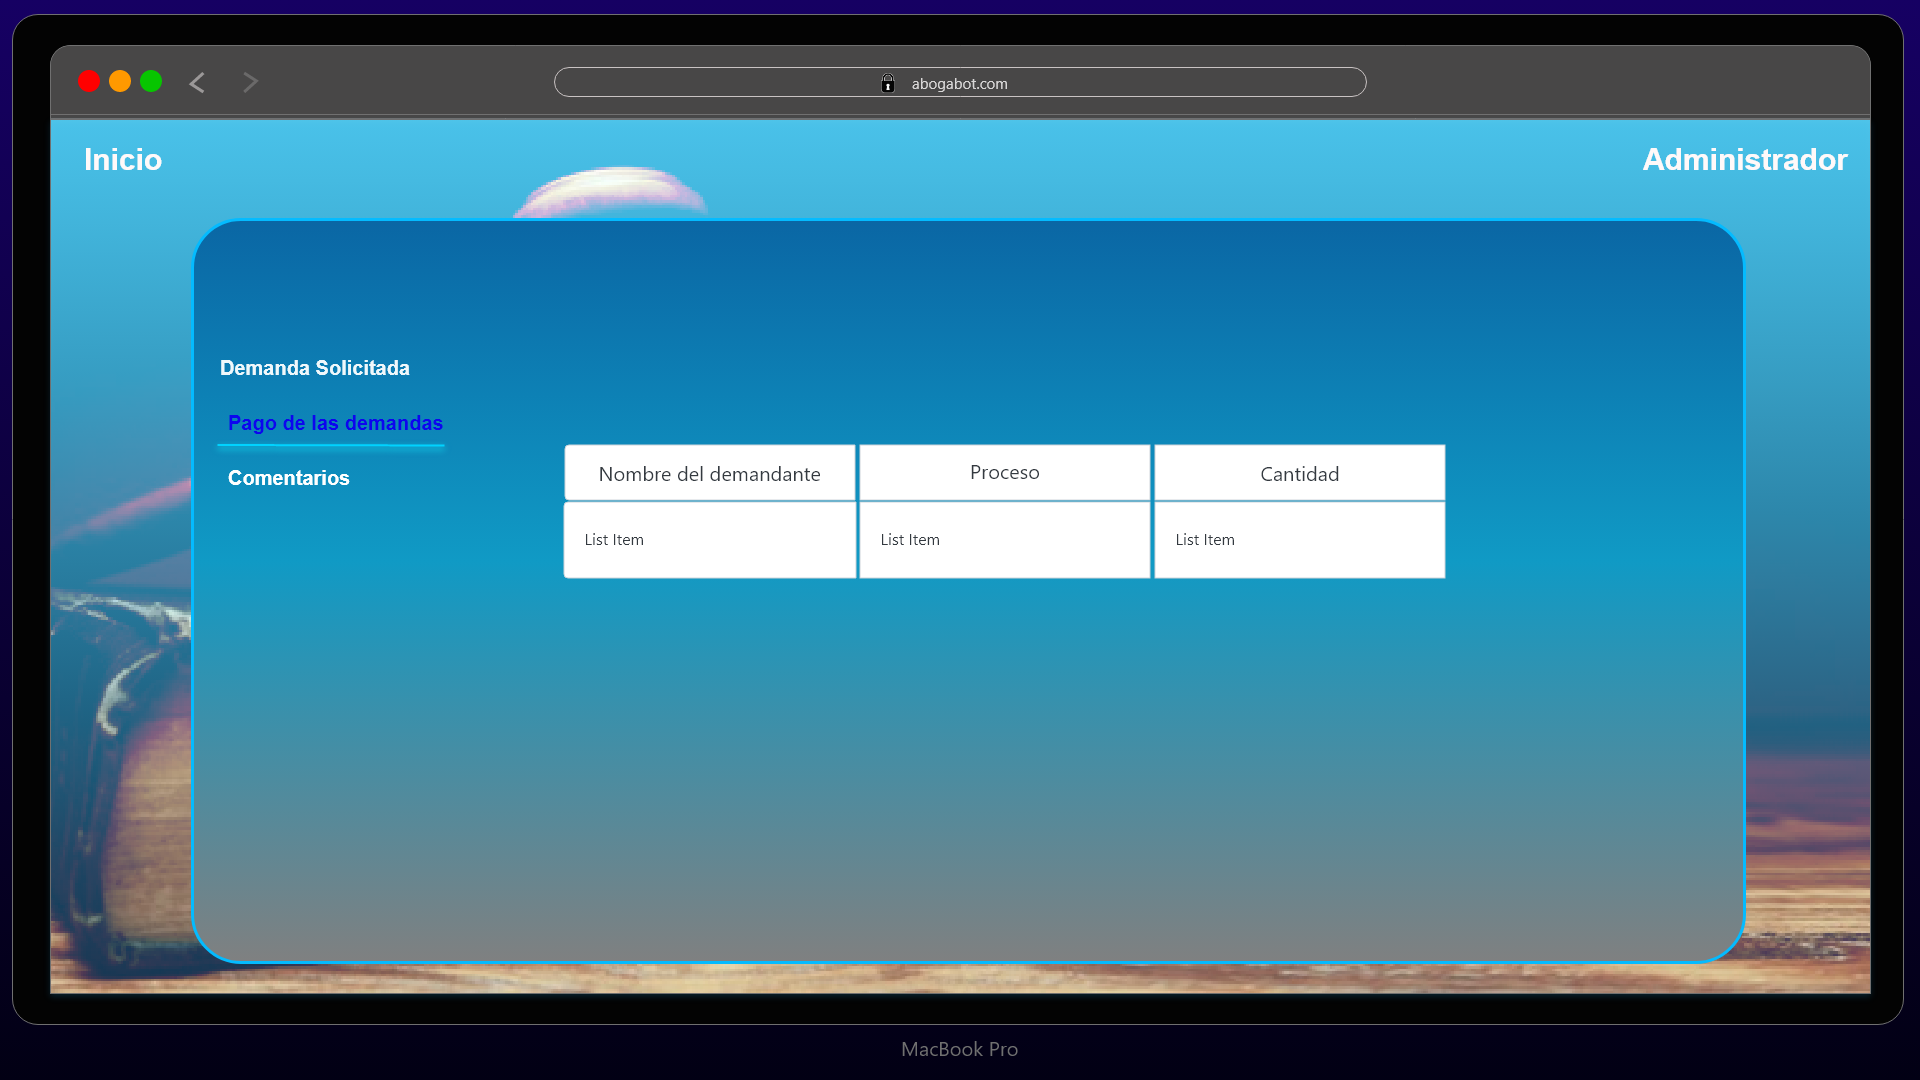 abogabot.com
Inicio
Administrador
Demanda Solicitada
Pago de las demandas
Comentarios
Nombre del demandante
Proceso
Cantidad
List Item
List Item
List Item
MacBook Pro